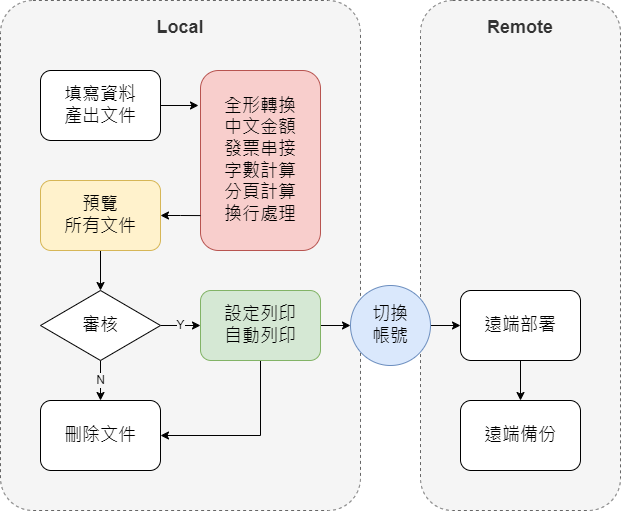 Local
Remote
填寫資料
產出文件
全形轉換
中文金額
發票串接
字數計算
分頁計算
換行處理
預覽
所有文件
審核
Y
設定列印
自動列印
切換
帳號
遠端部署
N
刪除文件
遠端備份